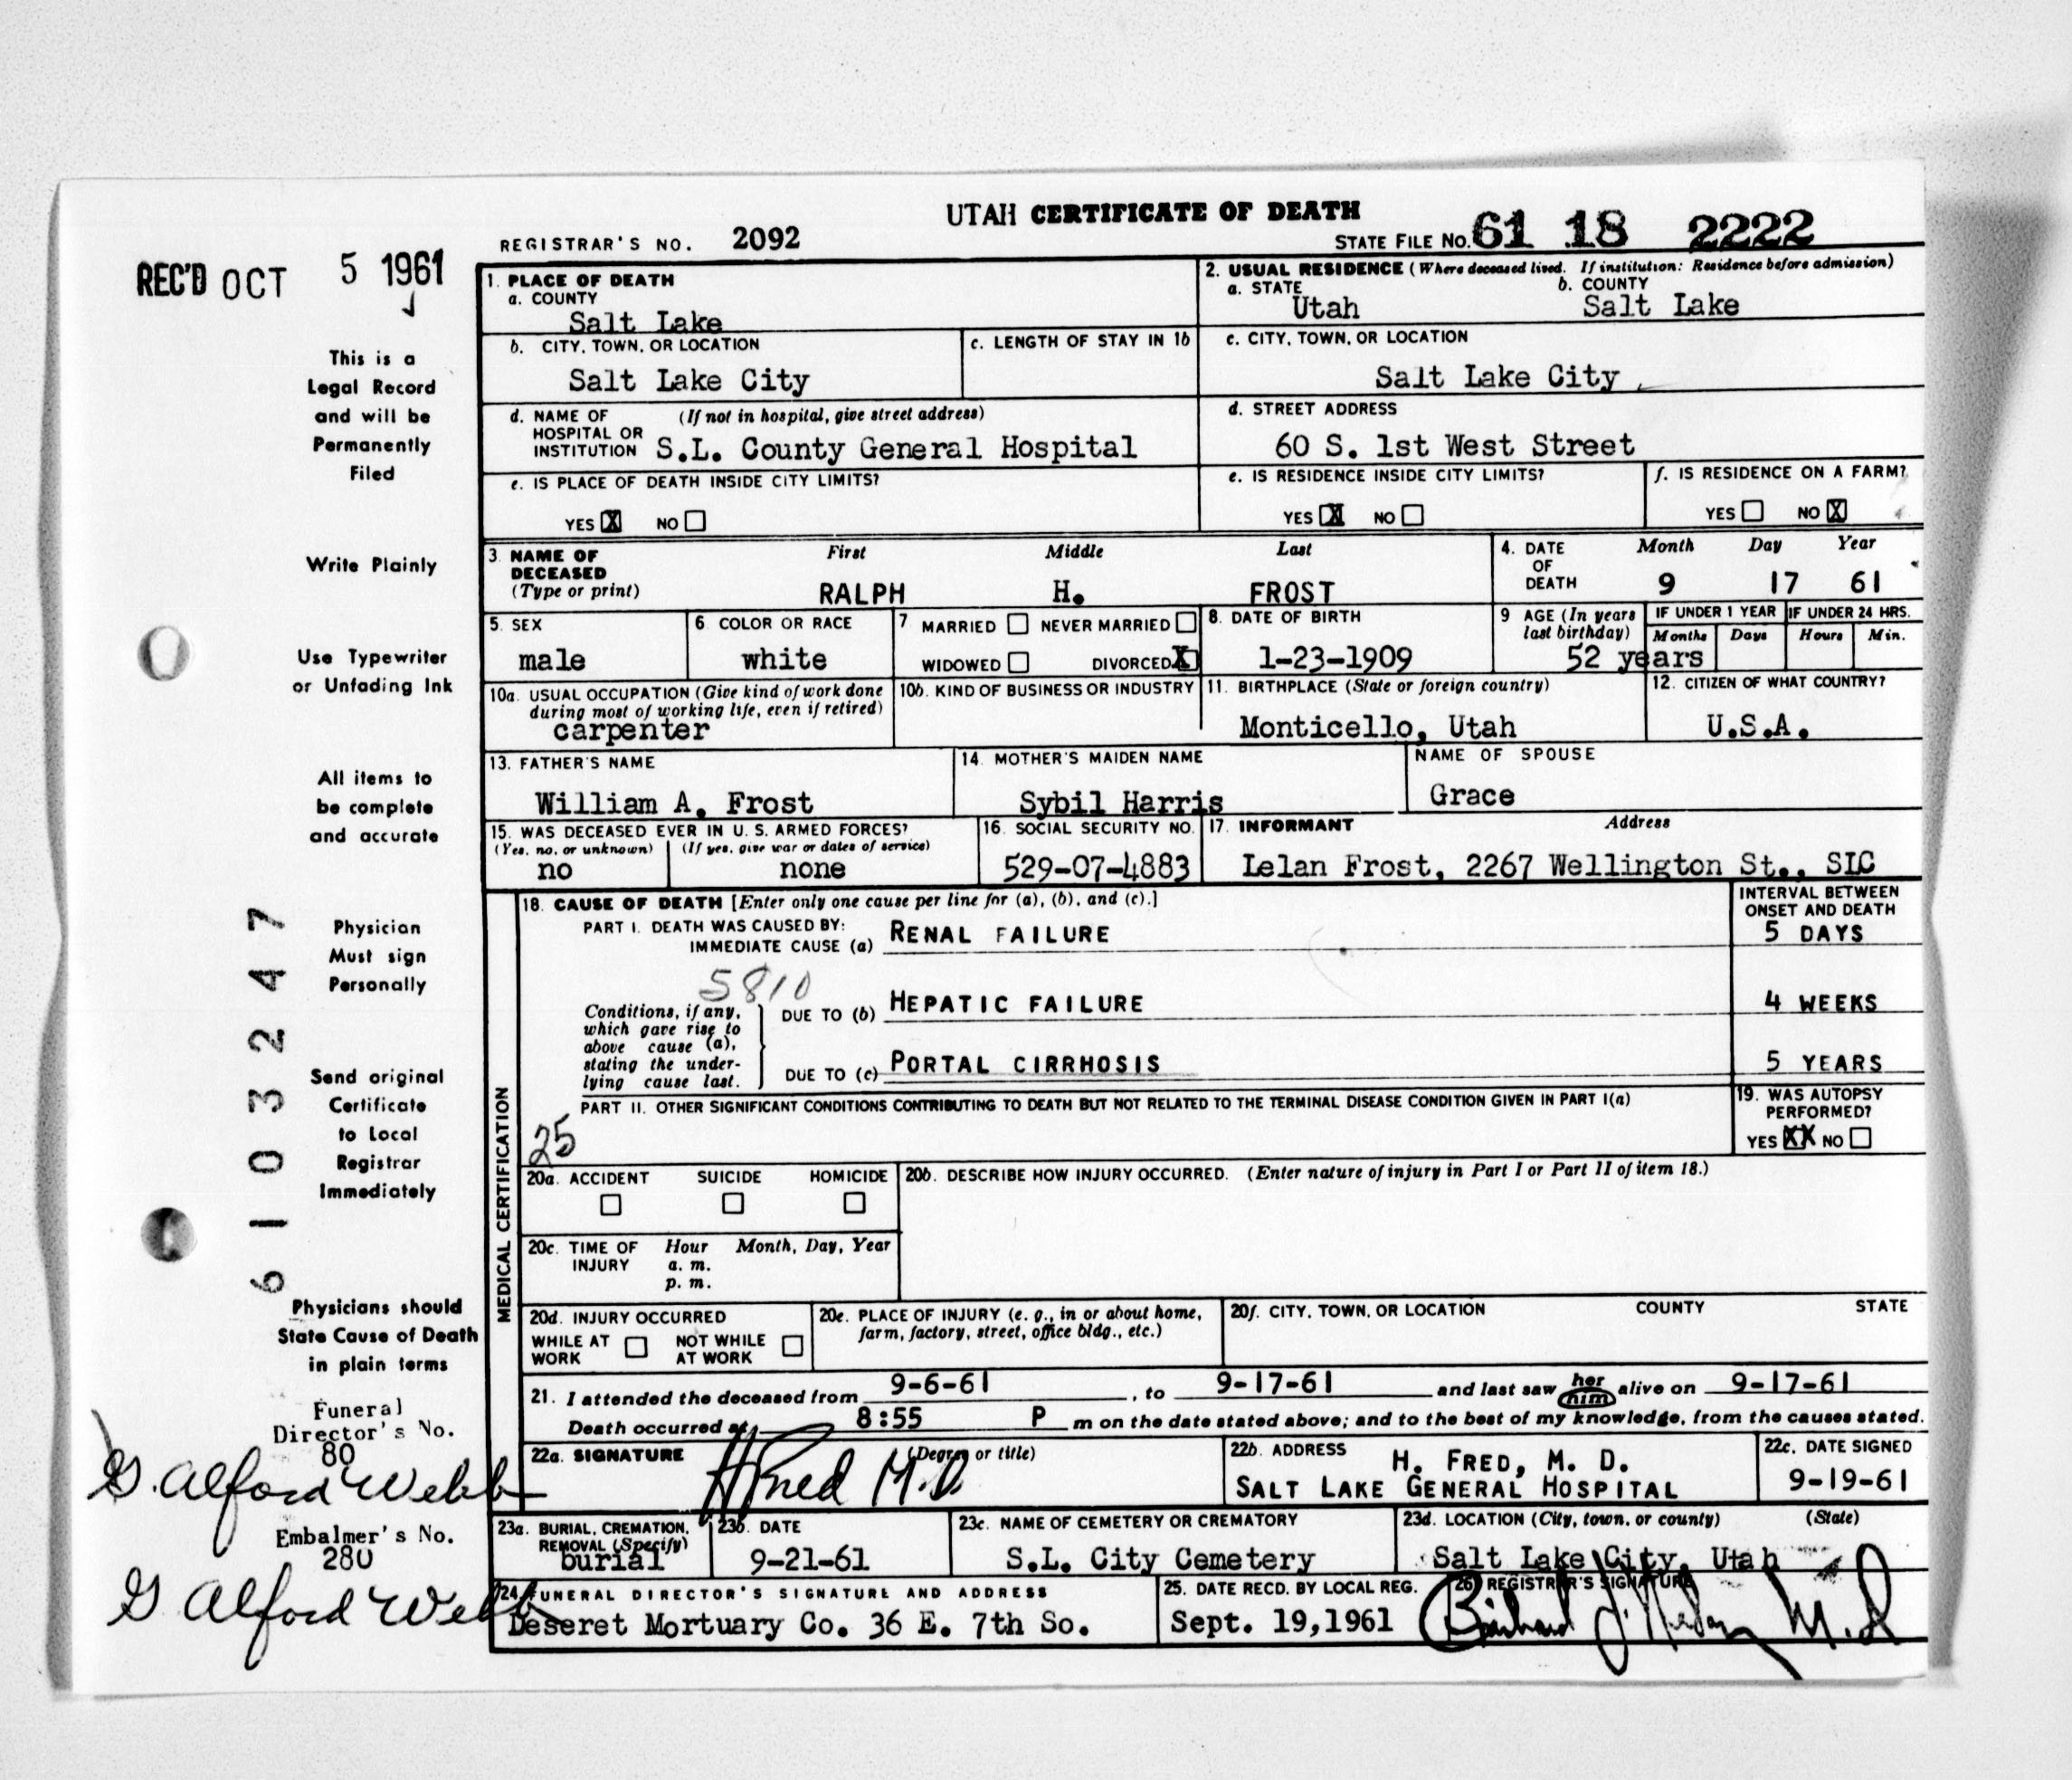 UTAH CERTIFICATE OF DEATH
REGISTRAR'S NO. 2092
STATE FILE NO. 61 18 2222
REC'D OCT 5 1961
This is a
Legal Record
and will be
Permanently
Filed
Write Plainly
Use Typewriter
or Unfading Ink
All items to
be complete
and accurate
Physician
Must sign
Personally
Send original
Certificate
to Local
Registrar
Immediately
Physicians should
State Cause of Death
in plain terms
61 03247
Funeral
Director's No.
80
G. Alford Webb
Embalmer's No.
280
G Alford Webb
1. PLACE OF DEATH
a. COUNTY
Salt Lake
b. CITY, TOWN, OR LOCATION
Salt Lake City
c. LENGTH OF STAY IN 1b
d. NAME OF HOSPITAL OR INSTITUTION (If not in hospital, give street address)
S.L. County General Hospital
e. IS PLACE OF DEATH INSIDE CITY LIMITS?
YES X NO
2. USUAL RESIDENCE (Where deceased lived. If institution: Residence before admission)
a. STATE
Utah
b. COUNTY
Salt Lake
c. CITY, TOWN, OR LOCATION
Salt Lake City
d. STREET ADDRESS
60 S. 1st West Street
e. IS RESIDENCE INSIDE CITY LIMITS?
YES X NO
f. IS RESIDENCE ON A FARM?
YES NO X
3. NAME OF DECEASED (Type or print)
First Middle Last
RALPH H. FROST
4. DATE OF DEATH
Month Day Year
9 17 61
5. SEX
male
6. COLOR OR RACE
white
7 MARRIED NEVER MARRIED
WIDOWED DIVORCED X
8. DATE OF BIRTH
1-23-1909
9 AGE (In years last birthday)
52 years
IF UNDER 1 YEAR
Months Days
IF UNDER 24 HRS.
Hours Min.
10a. USUAL OCCUPATION (Give kind of work done during most of working life, even if retired)
carpenter
10b. KIND OF BUSINESS OR INDUSTRY
11. BIRTHPLACE (State or foreign country)
Monticello, Utah
12. CITIZEN OF WHAT COUNTRY?
U.S.A.
13. FATHER'S NAME
William A. Frost
14. MOTHER'S MAIDEN NAME
Sybil Harris
NAME OF SPOUSE
Grace
15. WAS DECEASED EVER IN U. S. ARMED FORCES?
(Yes, no, or unknown) (If yes, give war or dates of service)
no none
16. SOCIAL SECURITY NO.
529-07-4883
17. INFORMANT Address
Lelan Frost, 2267 Wellington St., SLC
MEDICAL CERTIFICATION
18. CAUSE OF DEATH [Enter only one cause per line for (a), (b), and (c).]
INTERVAL BETWEEN ONSET AND DEATH
PART I. DEATH WAS CAUSED BY:
IMMEDIATE CAUSE (a) RENAL FAILURE 5 DAYS
5810
Conditions, if any, which gave rise to above cause (a), stating the underlying cause last.
DUE TO (b) HEPATIC FAILURE 4 WEEKS
DUE TO (c) PORTAL CIRRHOSIS 5 YEARS
PART II. OTHER SIGNIFICANT CONDITIONS CONTRIBUTING TO DEATH BUT NOT RELATED TO THE TERMINAL DISEASE CONDITION GIVEN IN PART I(a)
25
19. WAS AUTOPSY PERFORMED?
YES XX NO
20a. ACCIDENT SUICIDE HOMICIDE
20b. DESCRIBE HOW INJURY OCCURRED. (Enter nature of injury in Part I or Part II of item 18.)
20c. TIME OF INJURY Hour Month, Day, Year
a. m.
p. m.
20d. INJURY OCCURRED
WHILE AT WORK NOT WHILE AT WORK
20e. PLACE OF INJURY (e. g., in or about home, farm, factory, street, office bldg., etc.)
20f. CITY, TOWN, OR LOCATION COUNTY STATE
21. I attended the deceased from 9-6-61, to 9-17-61 and last saw her him alive on 9-17-61
Death occurred at 8:55 P m on the date stated above; and to the best of my knowledge, from the causes stated.
22a. SIGNATURE (Degree or title)
H Fred M.D.
22b. ADDRESS
H. FRED, M. D.
SALT LAKE GENERAL HOSPITAL
22c. DATE SIGNED
9-19-61
23a. BURIAL, CREMATION, REMOVAL (Specify)
burial
23b. DATE
9-21-61
23c. NAME OF CEMETERY OR CREMATORY
S.L. City Cemetery
23d. LOCATION (City, town, or county) (State)
Salt Lake City, Utah
24. FUNERAL DIRECTOR'S SIGNATURE AND ADDRESS
Deseret Mortuary Co. 36 E. 7th So.
25. DATE RECD. BY LOCAL REG.
Sept. 19,1961
26. REGISTRAR'S SIGNATURE
M.D